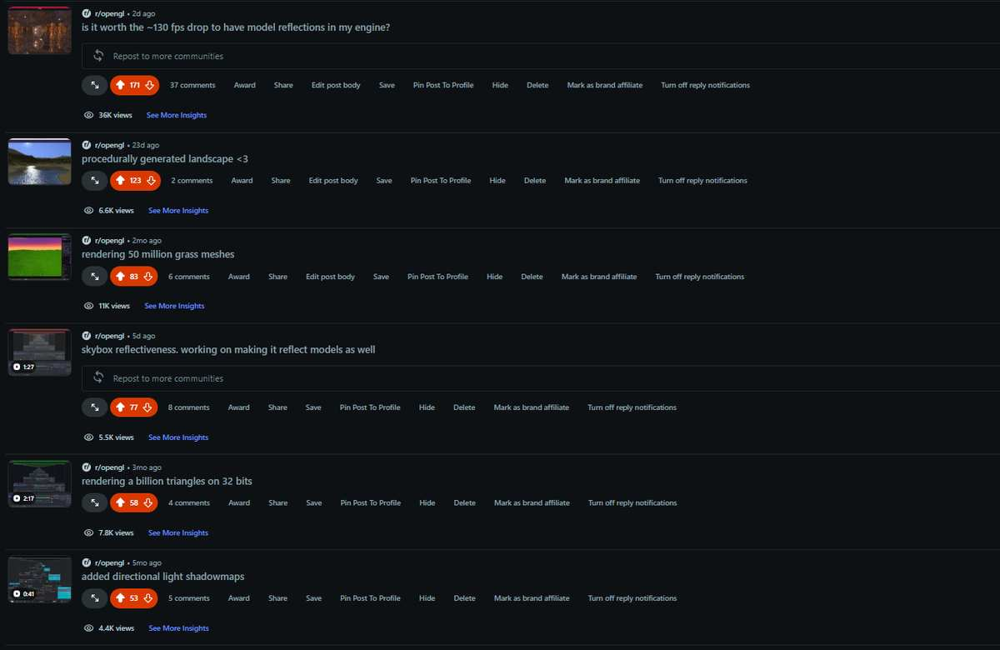 r/opengl • 2d ago
is it worth the ~130 fps drop to have model reflections in my engine?
Repost to more communities
171 37 comments Award Share Edit post body Save Pin Post To Profile Hide Delete Mark as brand affiliate Turn off reply notifications
36K views See More Insights
r/opengl • 23d ago
procedurally generated landscape <3
123 2 comments Award Share Edit post body Save Pin Post To Profile Hide Delete Mark as brand affiliate Turn off reply notifications
6.6K views See More Insights
r/opengl • 2mo ago
rendering 50 million grass meshes
83 6 comments Award Share Edit post body Save Pin Post To Profile Hide Delete Mark as brand affiliate Turn off reply notifications
11K views See More Insights
r/opengl • 5d ago
skybox reflectiveness. working on making it reflect models as well
1:27
Repost to more communities
77 8 comments Award Share Save Pin Post To Profile Hide Delete Mark as brand affiliate Turn off reply notifications
5.5K views See More Insights
r/opengl • 3mo ago
rendering a billion triangles on 32 bits
2:17
58 4 comments Award Share Save Pin Post To Profile Hide Delete Mark as brand affiliate Turn off reply notifications
7.8K views See More Insights
r/opengl • 5mo ago
added directional light shadowmaps
0:41
53 5 comments Award Share Save Pin Post To Profile Hide Delete Mark as brand affiliate Turn off reply notifications
4.4K views See More Insights